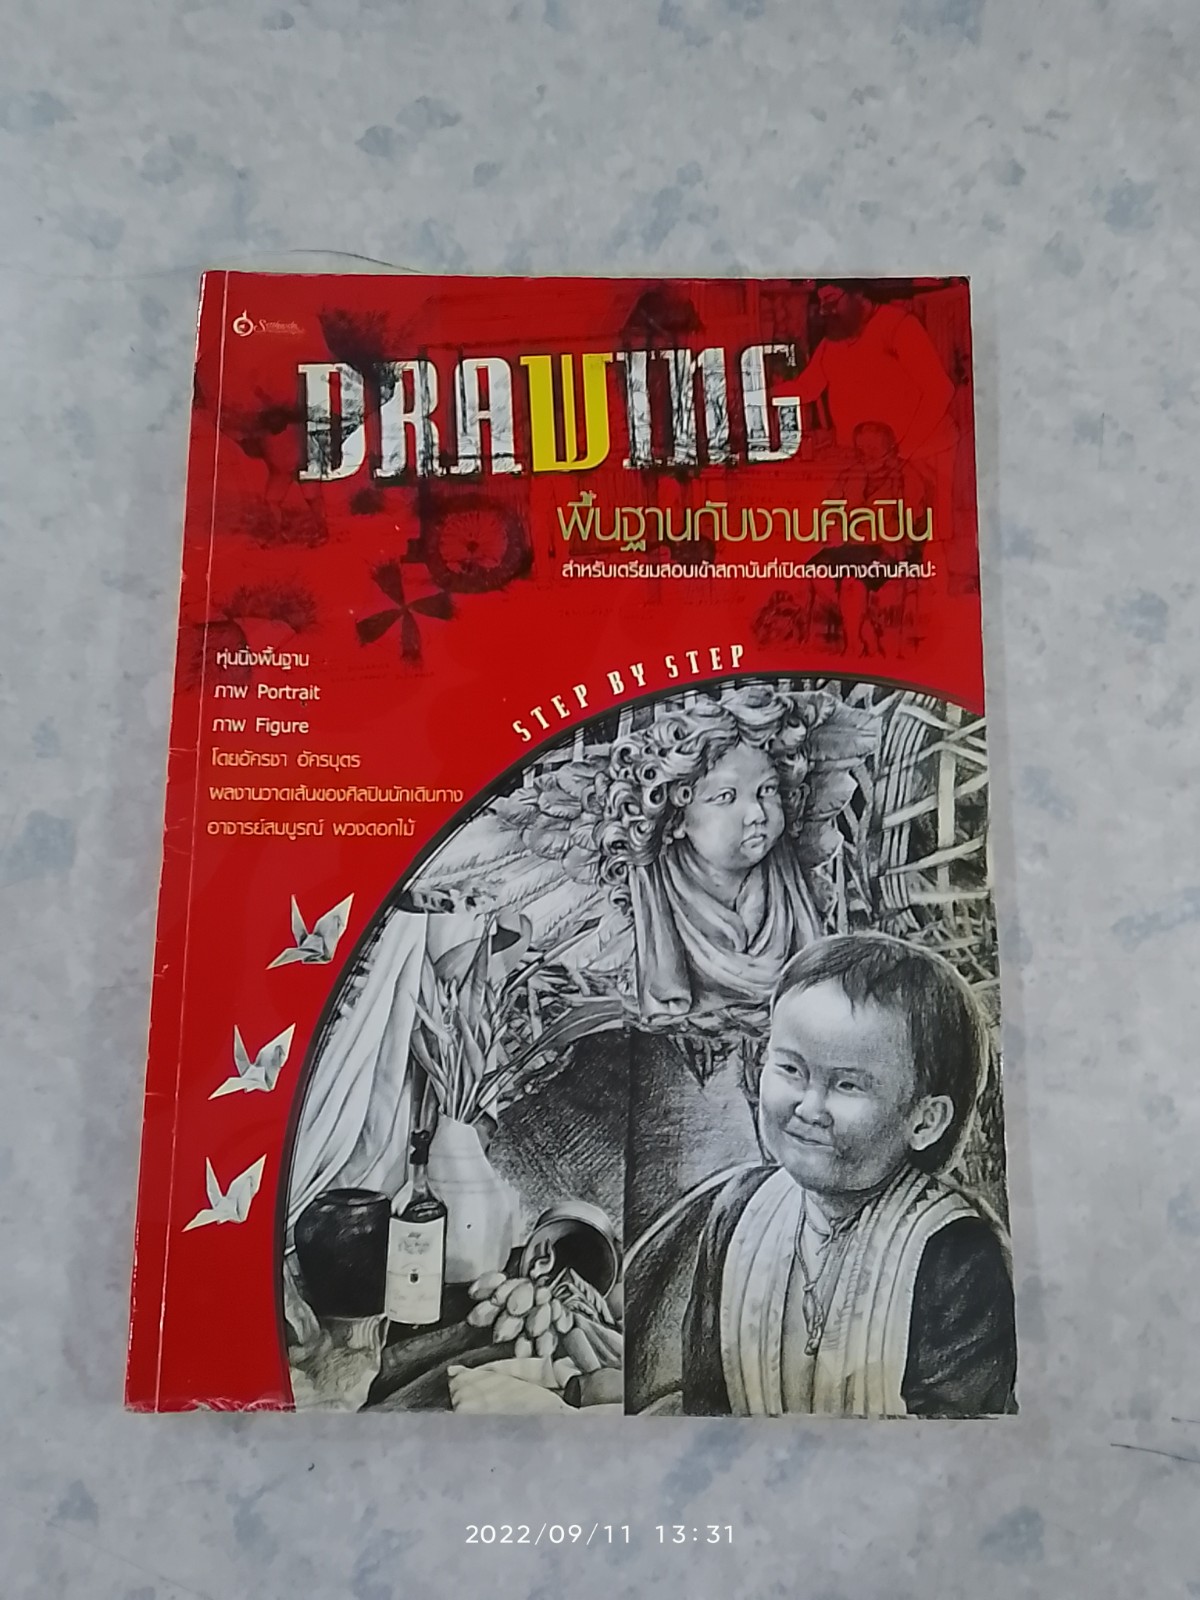 DRAWING
พื้นฐานกับงานศิลปิน
สำหรับเตรียมสอบเข้าสถาบันที่เปิดสอนทางด้านศิลปะ
STEP BY STEP
หุ่นนิ่งพื้นฐาน
ภาพ Portrait
ภาพ Figure
โดยอัครชา อัครบุตร
ผลงานวาดเส้นของศิลปินนักเดินทาง
อาจารย์สมบูรณ์ พวงดอกไม้
2022/09/11 13:31